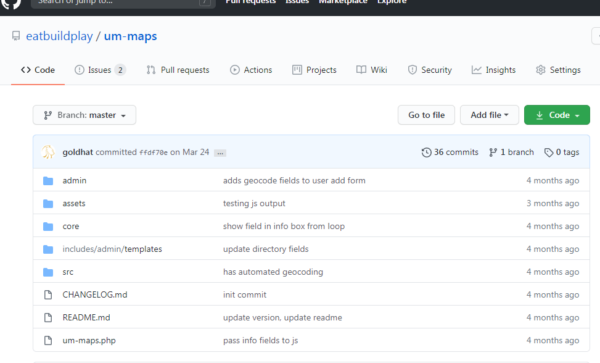 Search or jump to... / Pull requests Issues Marketplace Explore
eatbuildplay / um-maps
<> Code Issues 2 Pull requests Actions Projects Wiki Security Insights Settings
Branch: master Go to file Add file Code
goldhat committed ffdf70e on Mar 24 ... 36 commits 1 branch 0 tags
admin adds geocode fields to user add form 4 months ago
assets testing js output 3 months ago
core show field in info box from loop 4 months ago
includes/admin/templates update directory fields 4 months ago
src has automated geocoding 4 months ago
CHANGELOG.md init commit 4 months ago
README.md update version, update readme 4 months ago
um-maps.php pass info fields to js 4 months ago